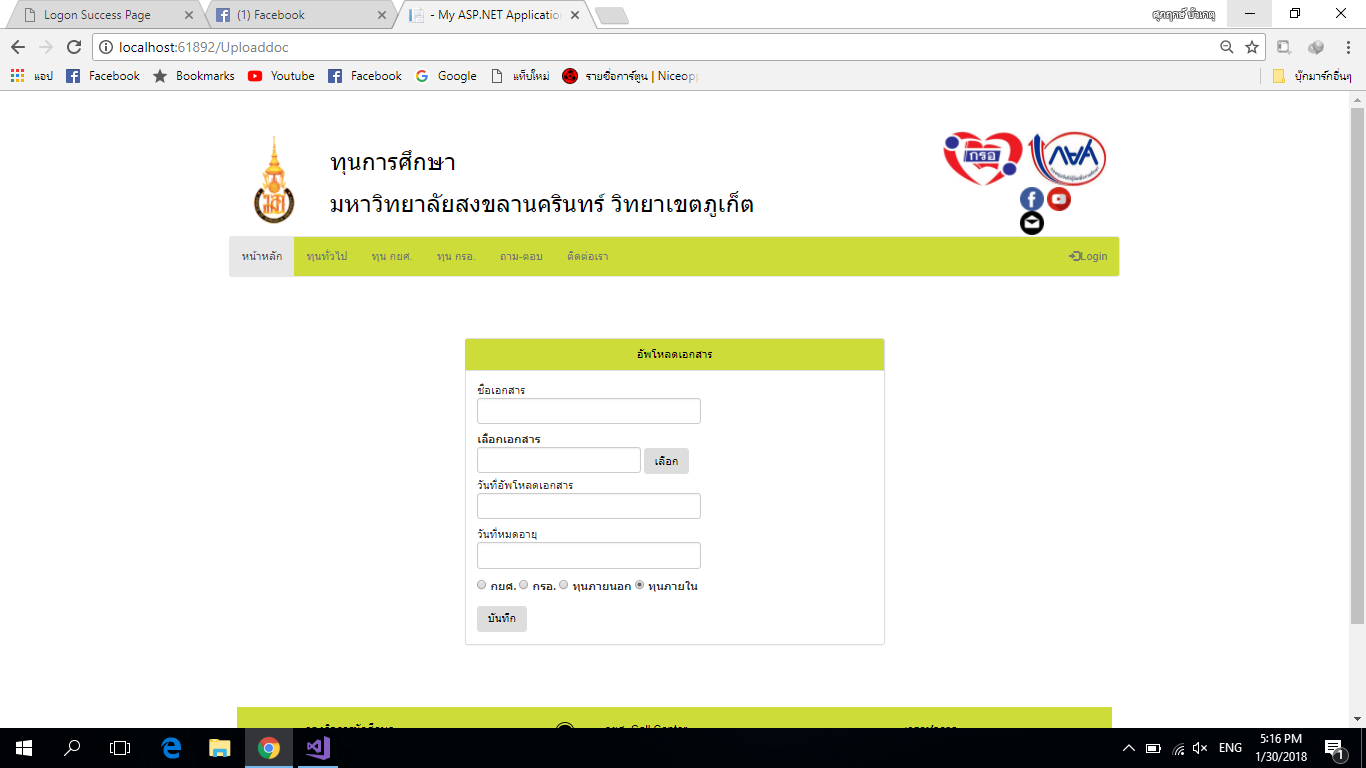 Logon Success Page
(1) Facebook
- My ASP.NET Application
ศุภฤกษ์ บัวเกตุ
localhost:61892/Uploaddoc
แอป
Facebook
Bookmarks
Youtube
Facebook
Google
แท็บใหม่
รายชื่อการ์ตูน | Niceopp
บุ๊กมาร์กอื่นๆ
ทุนการศึกษา
มหาวิทยาลัยสงขลานครินทร์ วิทยาเขตภูเก็ต
กรอ
กยศ
หน้าหลัก
ทุนทั่วไป
ทุน กยศ.
ทุน กรอ.
ถาม-ตอบ
ติดต่อเรา
Login
อัพโหลดเอกสาร
ชื่อเอกสาร
เลือกเอกสาร
เลือก
วันที่อัพโหลดเอกสาร
วันที่หมดอายุ
กยศ. กรอ. ทุนภายนอก ทุนภายใน
บันทึก
กยศ. Call Center
ENG
5:16 PM
1/30/2018
1